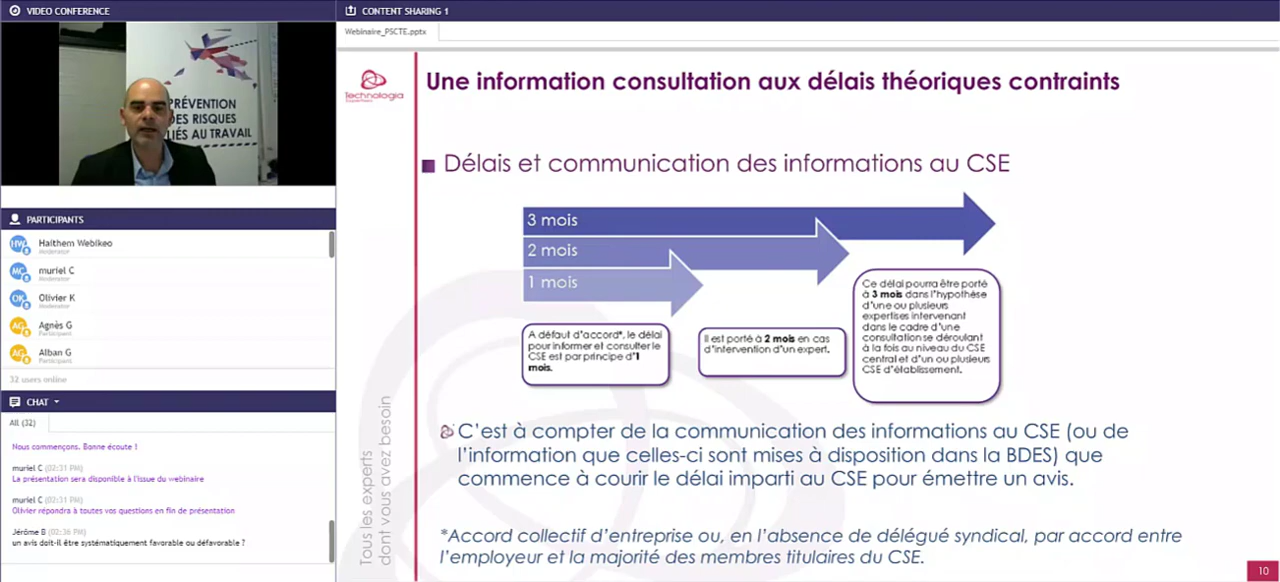 VIDEO CONFERENCE
PRÉVENTION
DES RISQUES
LIÉS AU TRAVAIL
PARTICIPANTS
HW
Haithem Webikeo
Moderator
MC
muriel C
Moderator
OK
Olivier K
Moderator
AG
Agnès G
Participant
AG
Alban G
Participant
32 users online
CHAT
All (32)
Nous commençons. Bonne écoute !
muriel C (02:31 PM)
La présentation sera disponible à l'issue du webinaire
muriel C (02:31 PM)
Olivier répondra à toutes vos questions en fin de présentation
Jérôme B (02:36 PM)
un avis doit-il être systématiquement favorable ou défavorable ?
CONTENT SHARING 1
Webinaire_PSCTE.pptx
Technologia
Une information consultation aux délais théoriques contraints
Délais et communication des informations au CSE
3 mois
2 mois
1 mois
A défaut d'accord*, le délai
pour informer et consulter le
CSE est par principe d'1
mois.
Il est porté à 2 mois en cas
d'intervention d'un expert.
Ce délai pourra être porté
à 3 mois dans l'hypothèse
d'une ou plusieurs
expertises intervenant
dans le cadre d'une
consultation se déroulant
à la fois au niveau du CSE
central et d'un ou plusieurs
CSE d'établissement.
C'est à compter de la communication des informations au CSE (ou de
l'information que celles-ci sont mises à disposition dans la BDES) que
commence à courir le délai imparti au CSE pour émettre un avis.
*Accord collectif d'entreprise ou, en l'absence de délégué syndical, par accord entre
l'employeur et la majorité des membres titulaires du CSE.
Tous les experts
dont vous avez besoin
10